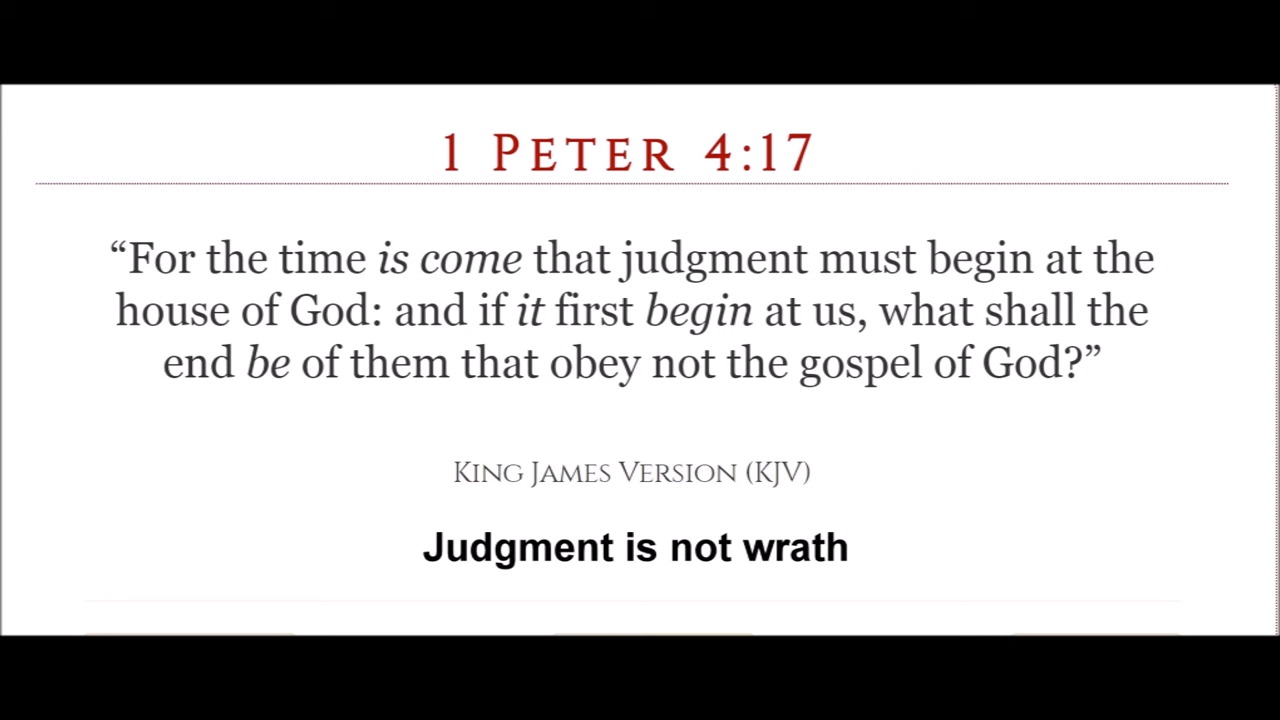 1 PETER 4:17
“For the time is come that judgment must begin at the
house of God: and if it first begin at us, what shall the
end be of them that obey not the gospel of God?”
KING JAMES VERSION (KJV)
Judgment is not wrath